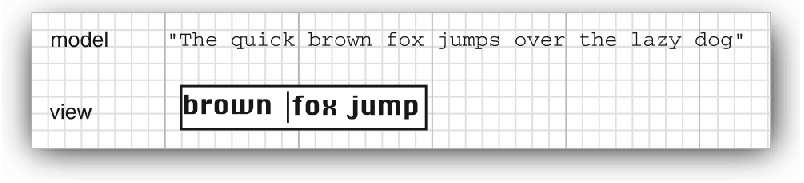 model "The quick brown fox jumps over the lazy dog"
view brown fox jump